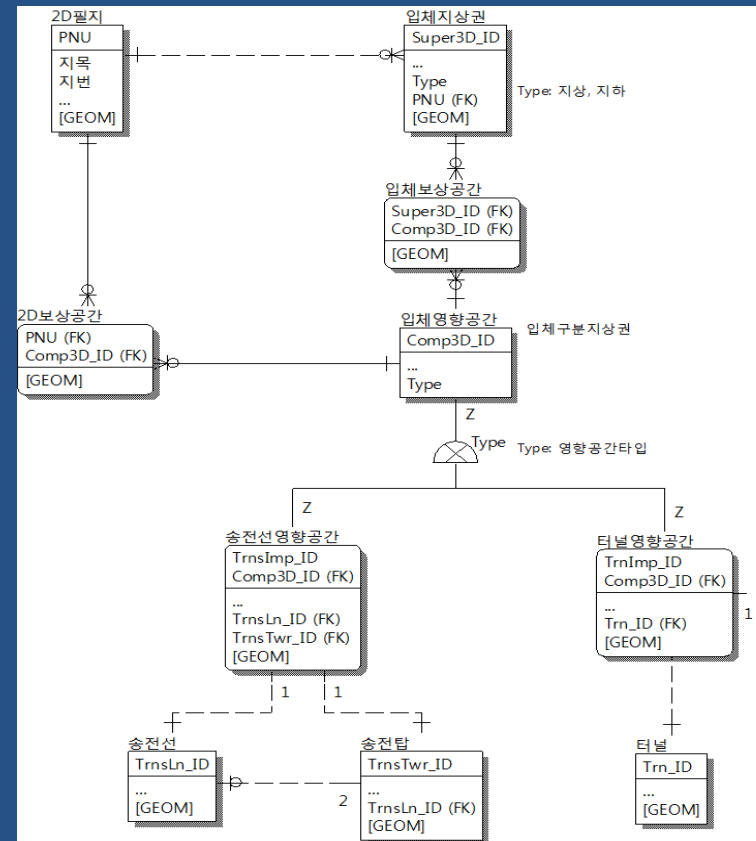 2D필지
PNU
지목
지번
...
[GEOM]
입체지상권
Super3D_ID
...
Type
PNU (FK)
[GEOM]
Type: 지상, 지하
입체보상공간
Super3D_ID (FK)
Comp3D_ID (FK)
[GEOM]
2D보상공간
PNU (FK)
Comp3D_ID (FK)
[GEOM]
입체영향공간
Comp3D_ID
...
Type
입체구분지상권
Z
Type
Type: 영향공간타입
Z
Z
송전선영향공간
TrnsImp_ID
Comp3D_ID (FK)
...
TrnsLn_ID (FK)
TrnsTwr_ID (FK)
[GEOM]
터널영향공간
TrnImp_ID
Comp3D_ID (FK)
...
Trn_ID (FK)
[GEOM]
1
1
1
송전선
TrnsLn_ID
...
[GEOM]
2
송전탑
TrnsTwr_ID
...
TrnsLn_ID (FK)
[GEOM]
터널
Trn_ID
...
[GEOM]